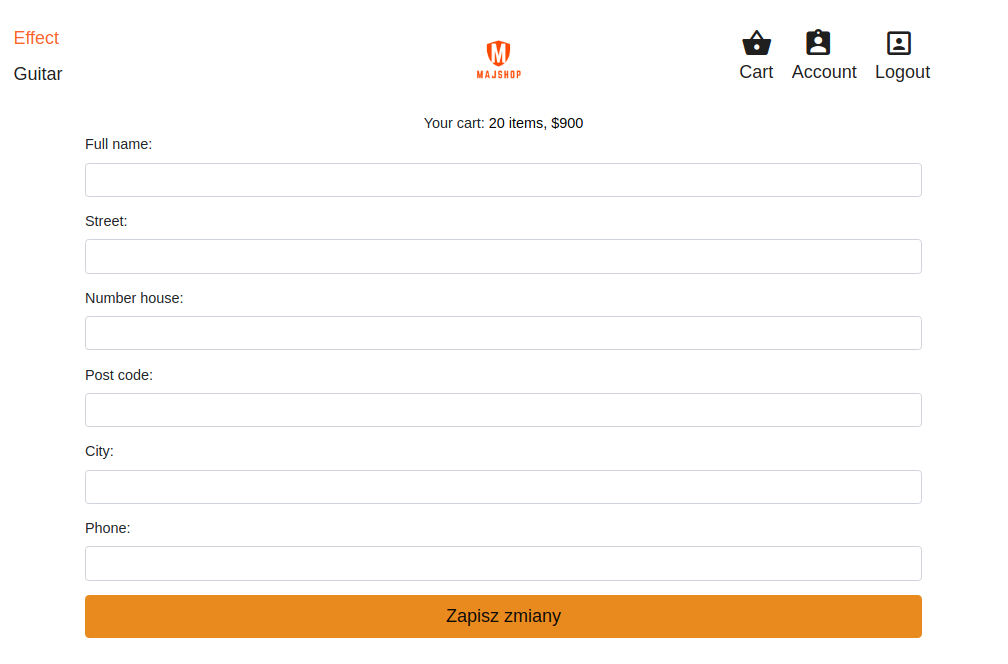 Effect
Guitar
MAJSHOP
Cart
Account
Logout
Your cart: 20 items, $900
Full name:
Street:
Number house:
Post code:
City:
Phone:
Zapisz zmiany